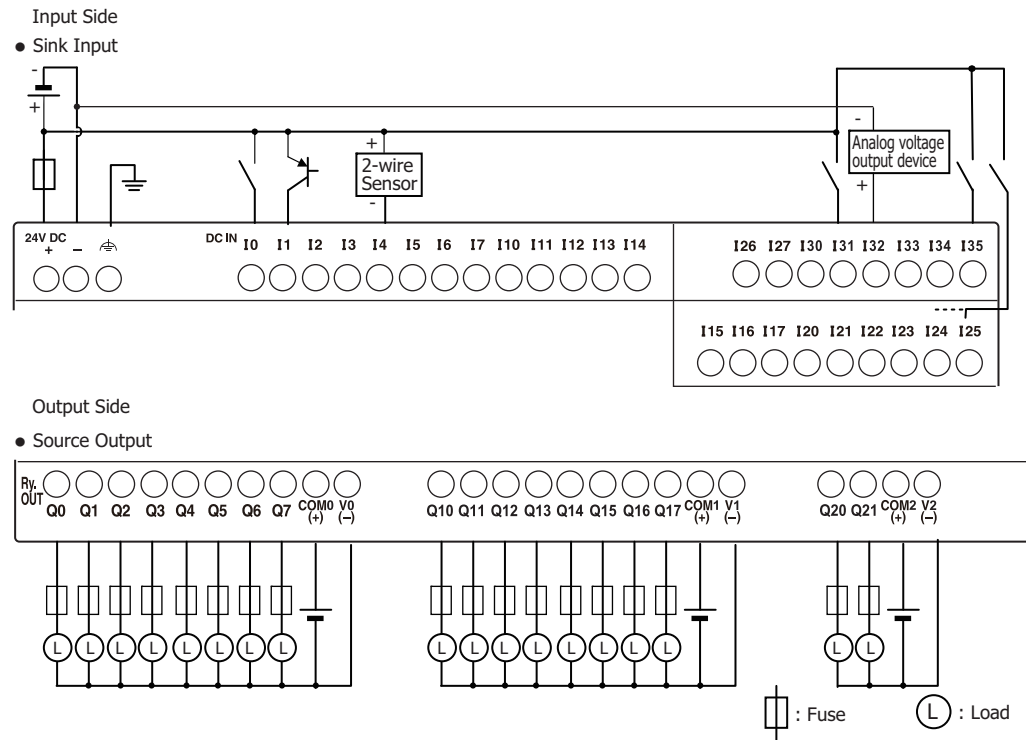 Input Side
● Sink Input
-
+
+
2-wire
Sensor
-
-
Analog voltage
output device
+
24V DC
+ –
DC IN I0 I1 I2 I3 I4 I5 I6 I7 I10 I11 I12 I13 I14
I26 I27 I30 I31 I32 I33 I34 I35
I15 I16 I17 I20 I21 I22 I23 I24 I25
Output Side
● Source Output
Ry.
OUT
Q0 Q1 Q2 Q3 Q4 Q5 Q6 Q7 COM0 (+) V0 (–)
Q10 Q11 Q12 Q13 Q14 Q15 Q16 Q17 COM1 (+) V1 (–)
Q20 Q21 COM2 (+) V2 (–)
L L L L L L L L
L L L L L L L L
L L
: Fuse
L : Load